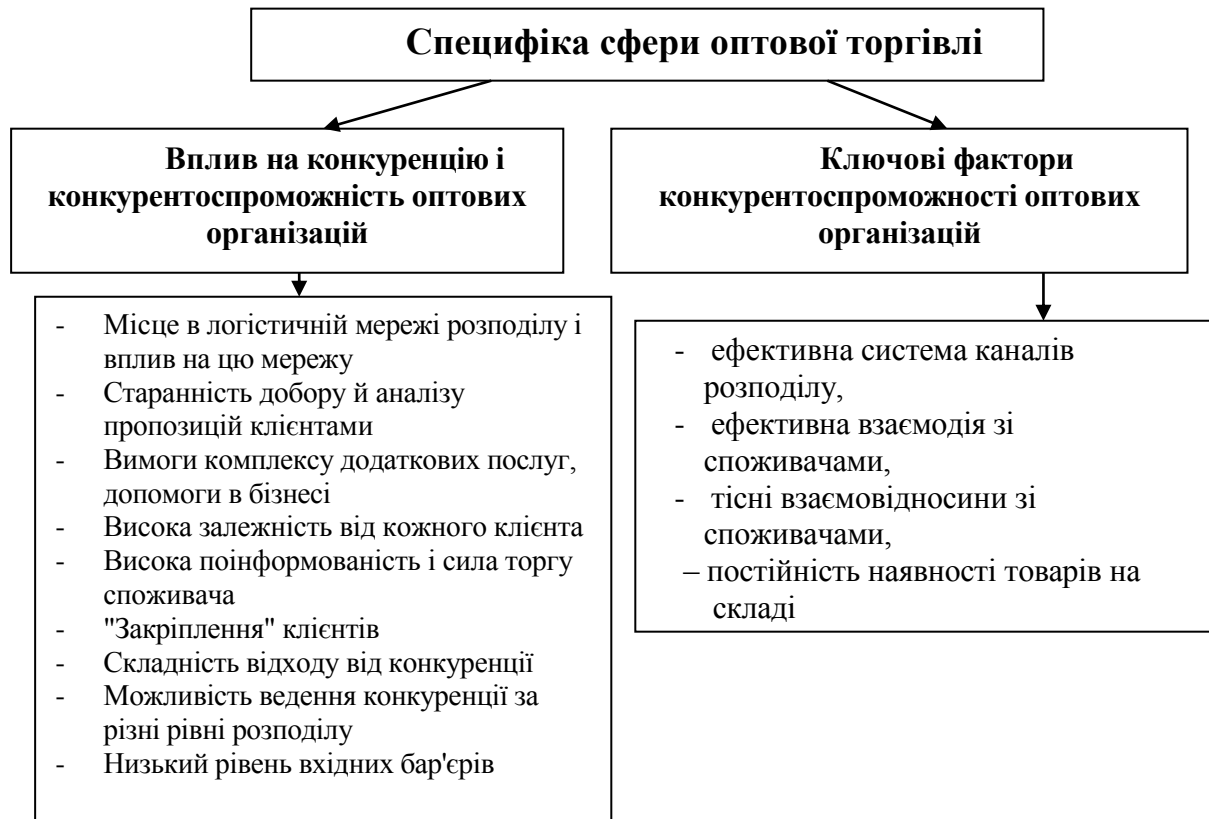 Специфіка сфери оптової торгівлі
Вплив на конкуренцію і
конкурентоспроможність оптових
організацій
Ключові фактори
конкурентоспроможності оптових
організацій
- Місце в логістичній мережі розподілу і
вплив на цю мережу
- Старанність добору й аналізу
пропозицій клієнтами
- Вимоги комплексу додаткових послуг,
допомоги в бізнесі
- Висока залежність від кожного клієнта
- Висока поінформованість і сила торгу
споживача
- "Закріплення" клієнтів
- Складність відходу від конкуренції
- Можливість ведення конкуренції за
різні рівні розподілу
- Низький рівень вхідних бар'єрів
- ефективна система каналів
розподілу,
- ефективна взаємодія зі
споживачами,
- тісні взаємовідносини зі
споживачами,
– постійність наявності товарів на
складі